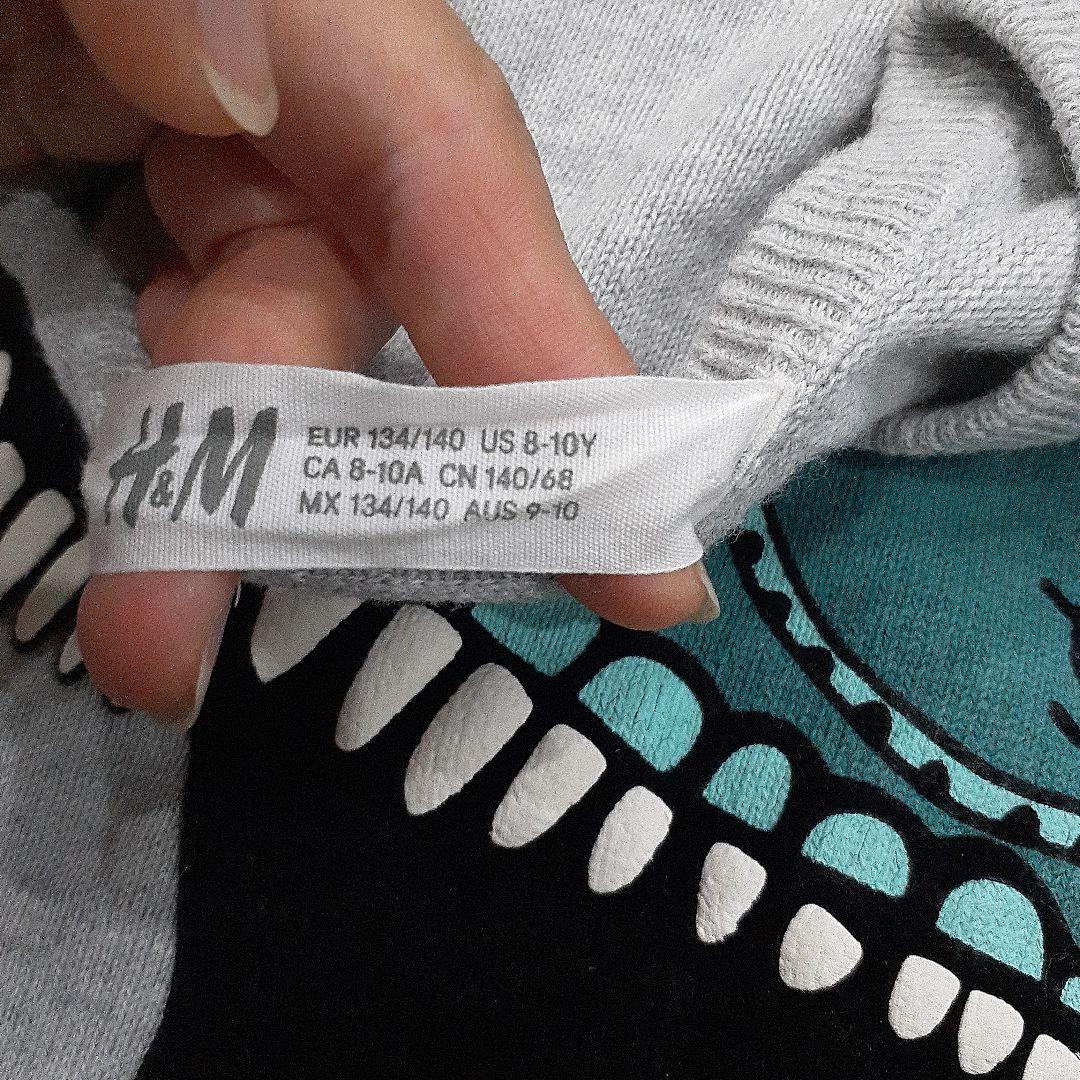 H&M
EUR 134/140 US 8-10Y
CA 8-10A CN 140/68
MX 134/140 AUS 9-10